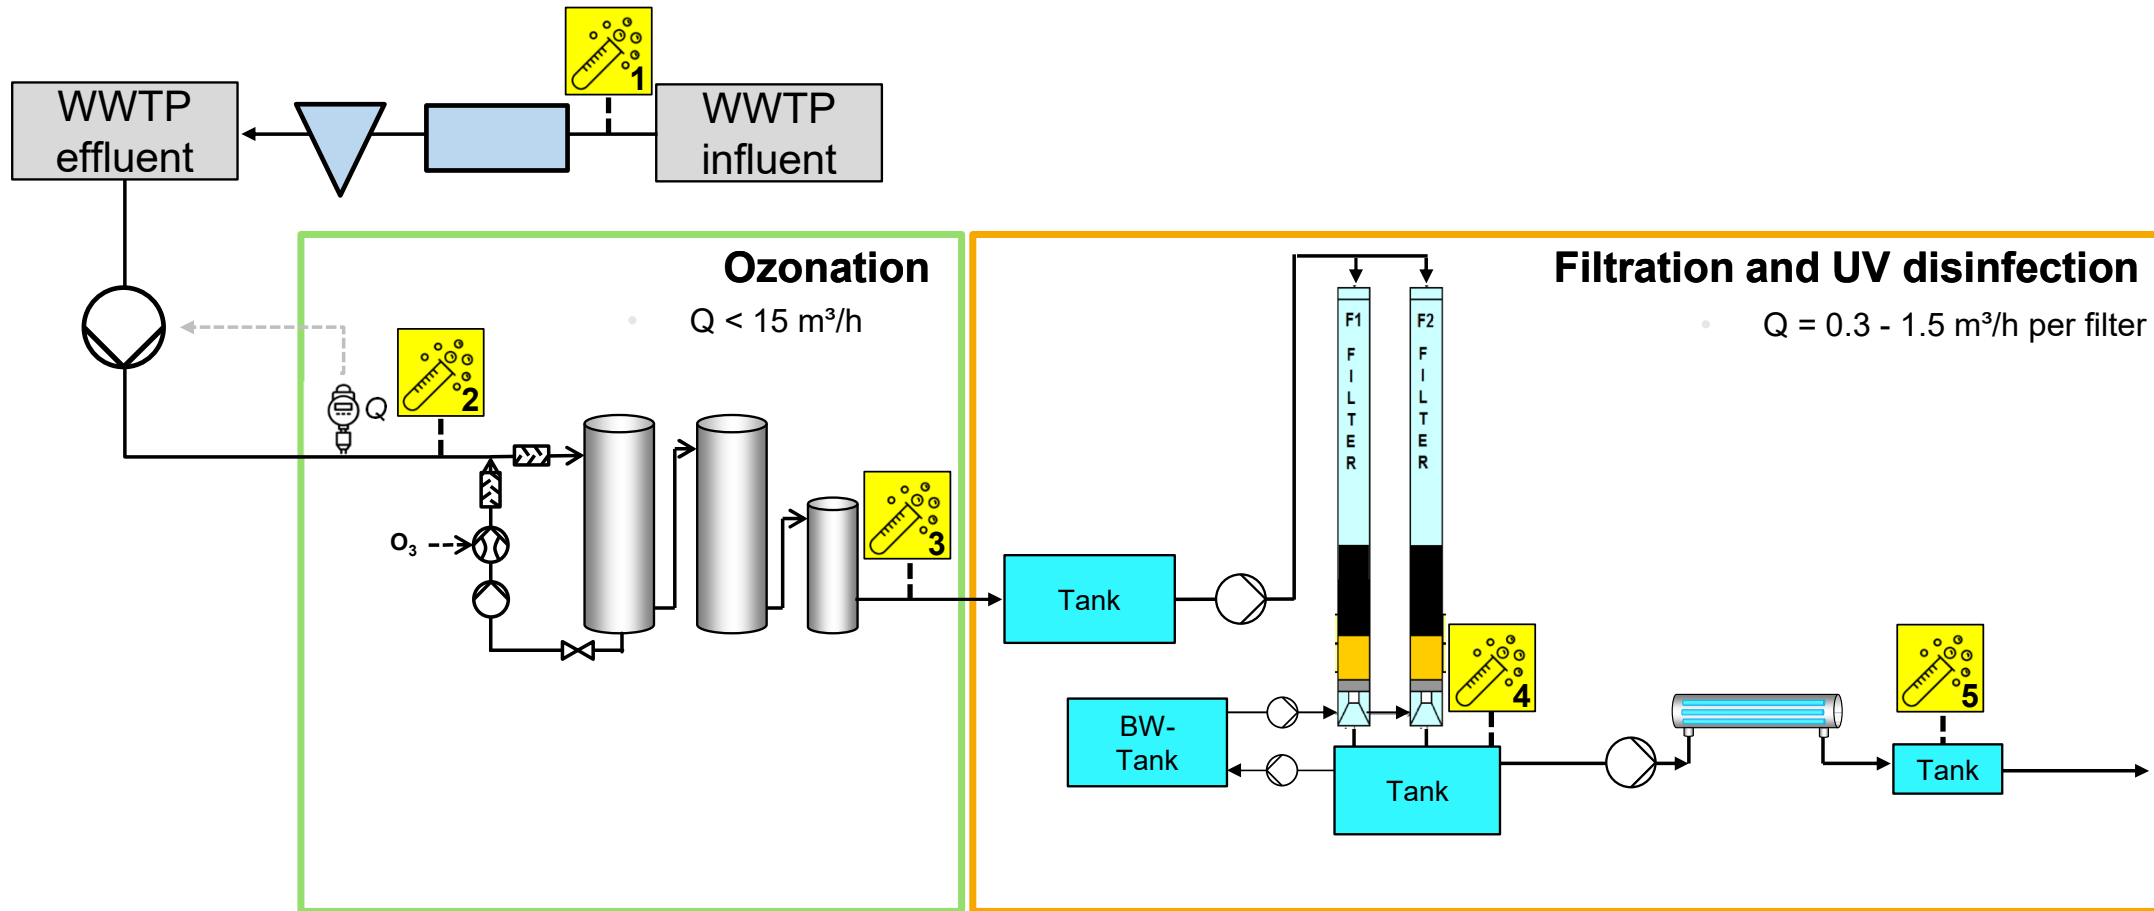 1
WWTP
effluent
WWTP
influent
Ozonation
Q < 15 m³/h
Filtration and UV disinfection
Q = 0.3 - 1.5 m³/h per filter
Q
2
O₃
3
Tank
F1
FILTER
F2
FILTER
4
BW-
Tank
Tank
5
Tank